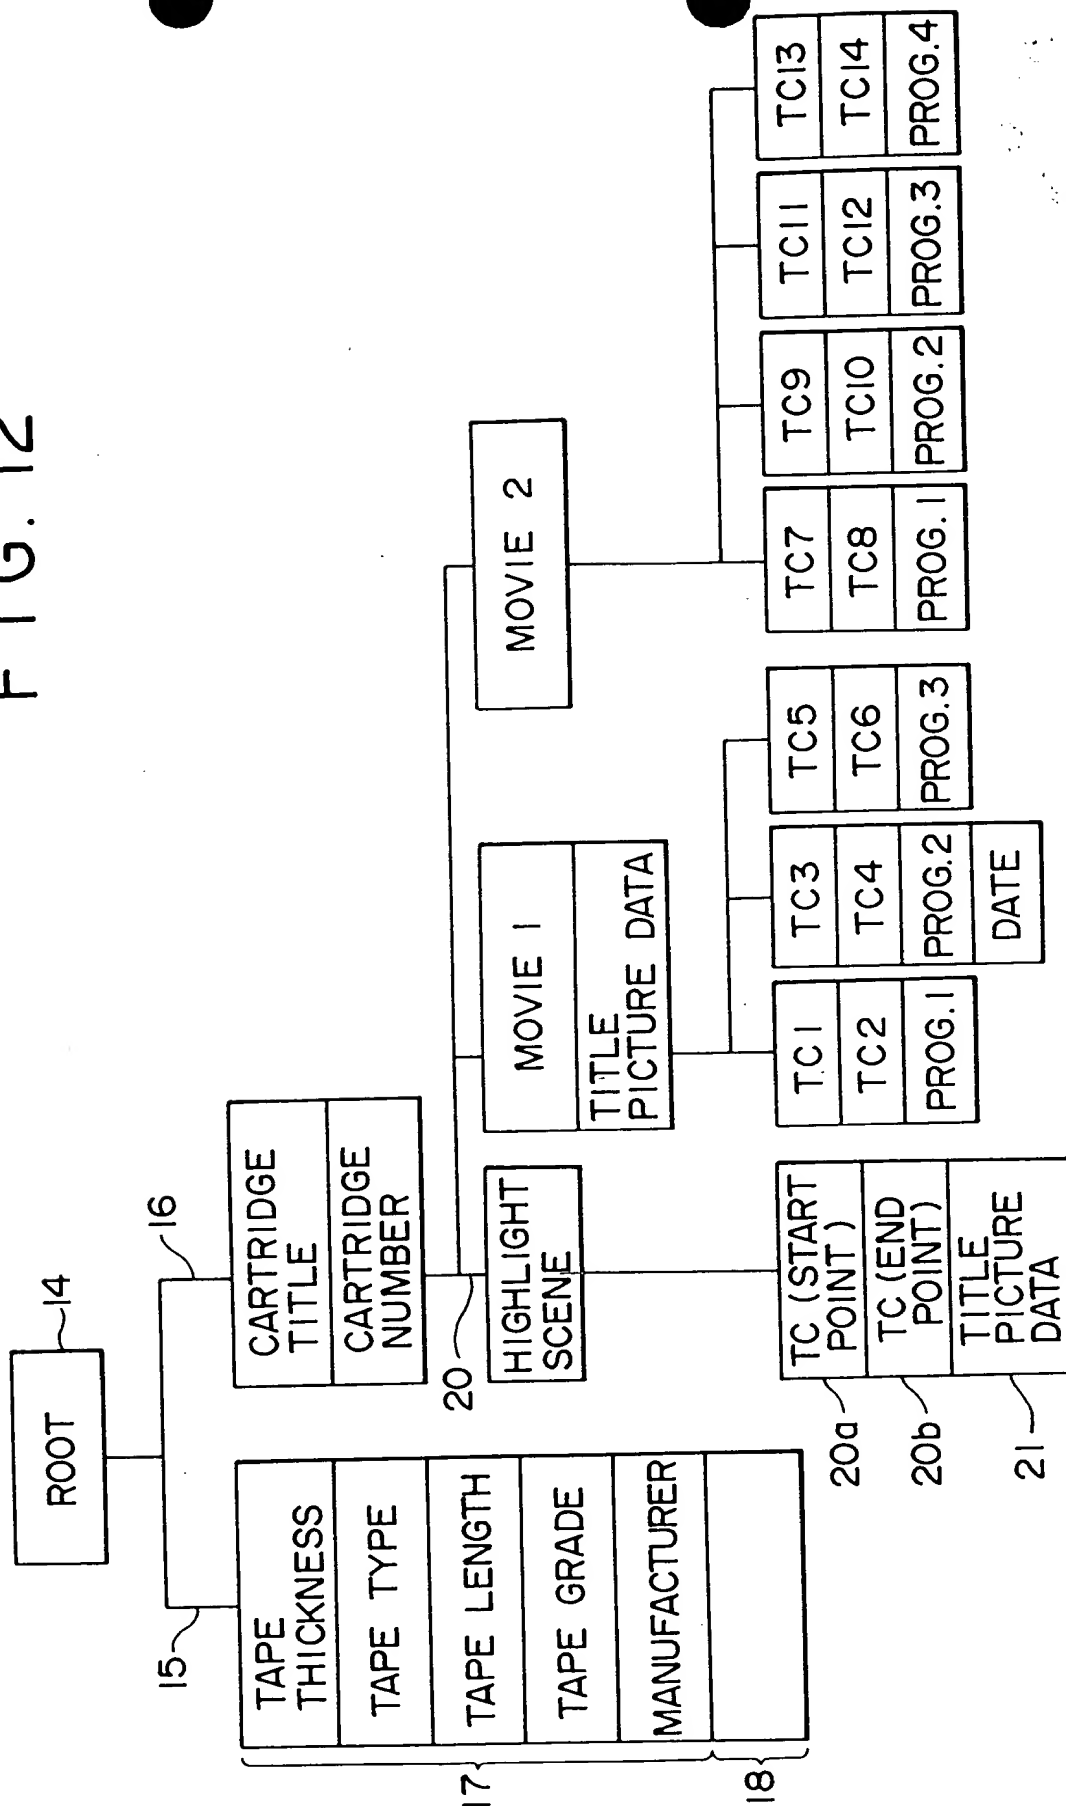 FIG. 12
ROOT
14
15
16
TAPE
THICKNESS
TAPE TYPE
TAPE LENGTH
TAPE GRADE
MANUFACTURER
17
18
CARTRIDGE
TITLE
CARTRIDGE
NUMBER
20
HIGHLIGHT
SCENE
TC (START
POINT)
TC (END
POINT)
TITLE
PICTURE
DATA
20a
20b
21
MOVIE 1
TITLE
PICTURE DATA
TC1
TC2
PROG.1
TC3
TC4
PROG.2
DATE
TC5
TC6
PROG.3
MOVIE 2
TC7
TC8
PROG.1
TC9
TC10
PROG.2
TC11
TC12
PROG.3
TC13
TC14
PROG.4